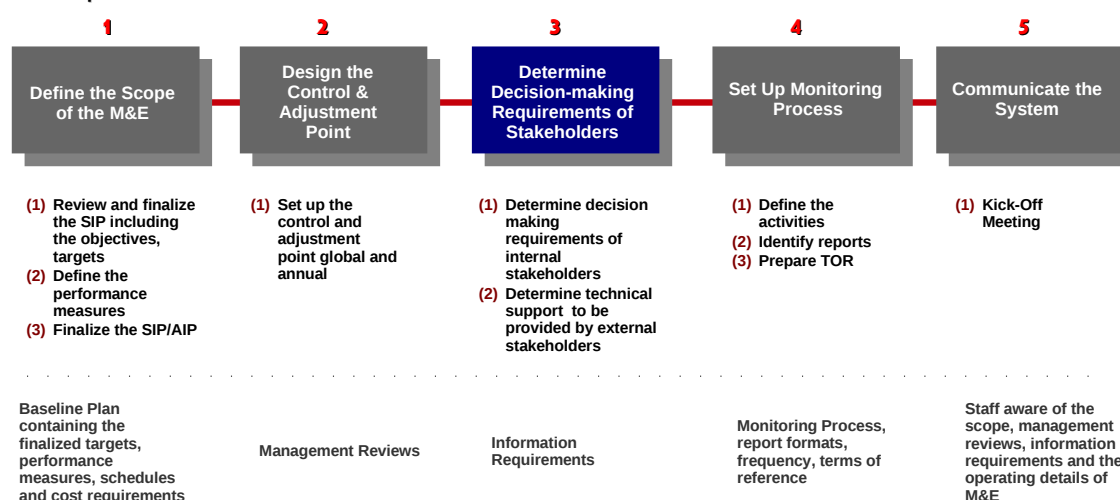 1
2
3
4
5
Define the Scope
of the M&E
Design the
Control &
Adjustment
Point
Determine
Decision-making
Requirements of
Stakeholders
Set Up Monitoring
Process
Communicate the
System
(1) Review and finalize
the SIP including
the objectives,
targets
(2) Define the
performance
measures
(3) Finalize the SIP/AIP
(1) Set up the
control and
adjustment
point global and
annual
(1) Determine decision
making
requirements of
internal
stakeholders
(2) Determine technical
support to be
provided by external
stakeholders
(1) Define the
activities
(2) Identify reports
(3) Prepare TOR
(1) Kick-Off
Meeting
Baseline Plan
containing the
finalized targets,
performance
measures, schedules
and cost requirements
Management Reviews
Information
Requirements
Monitoring Process,
report formats,
frequency, terms of
reference
Staff aware of the
scope, management
reviews, information
requirements and the
operating details of
M&E